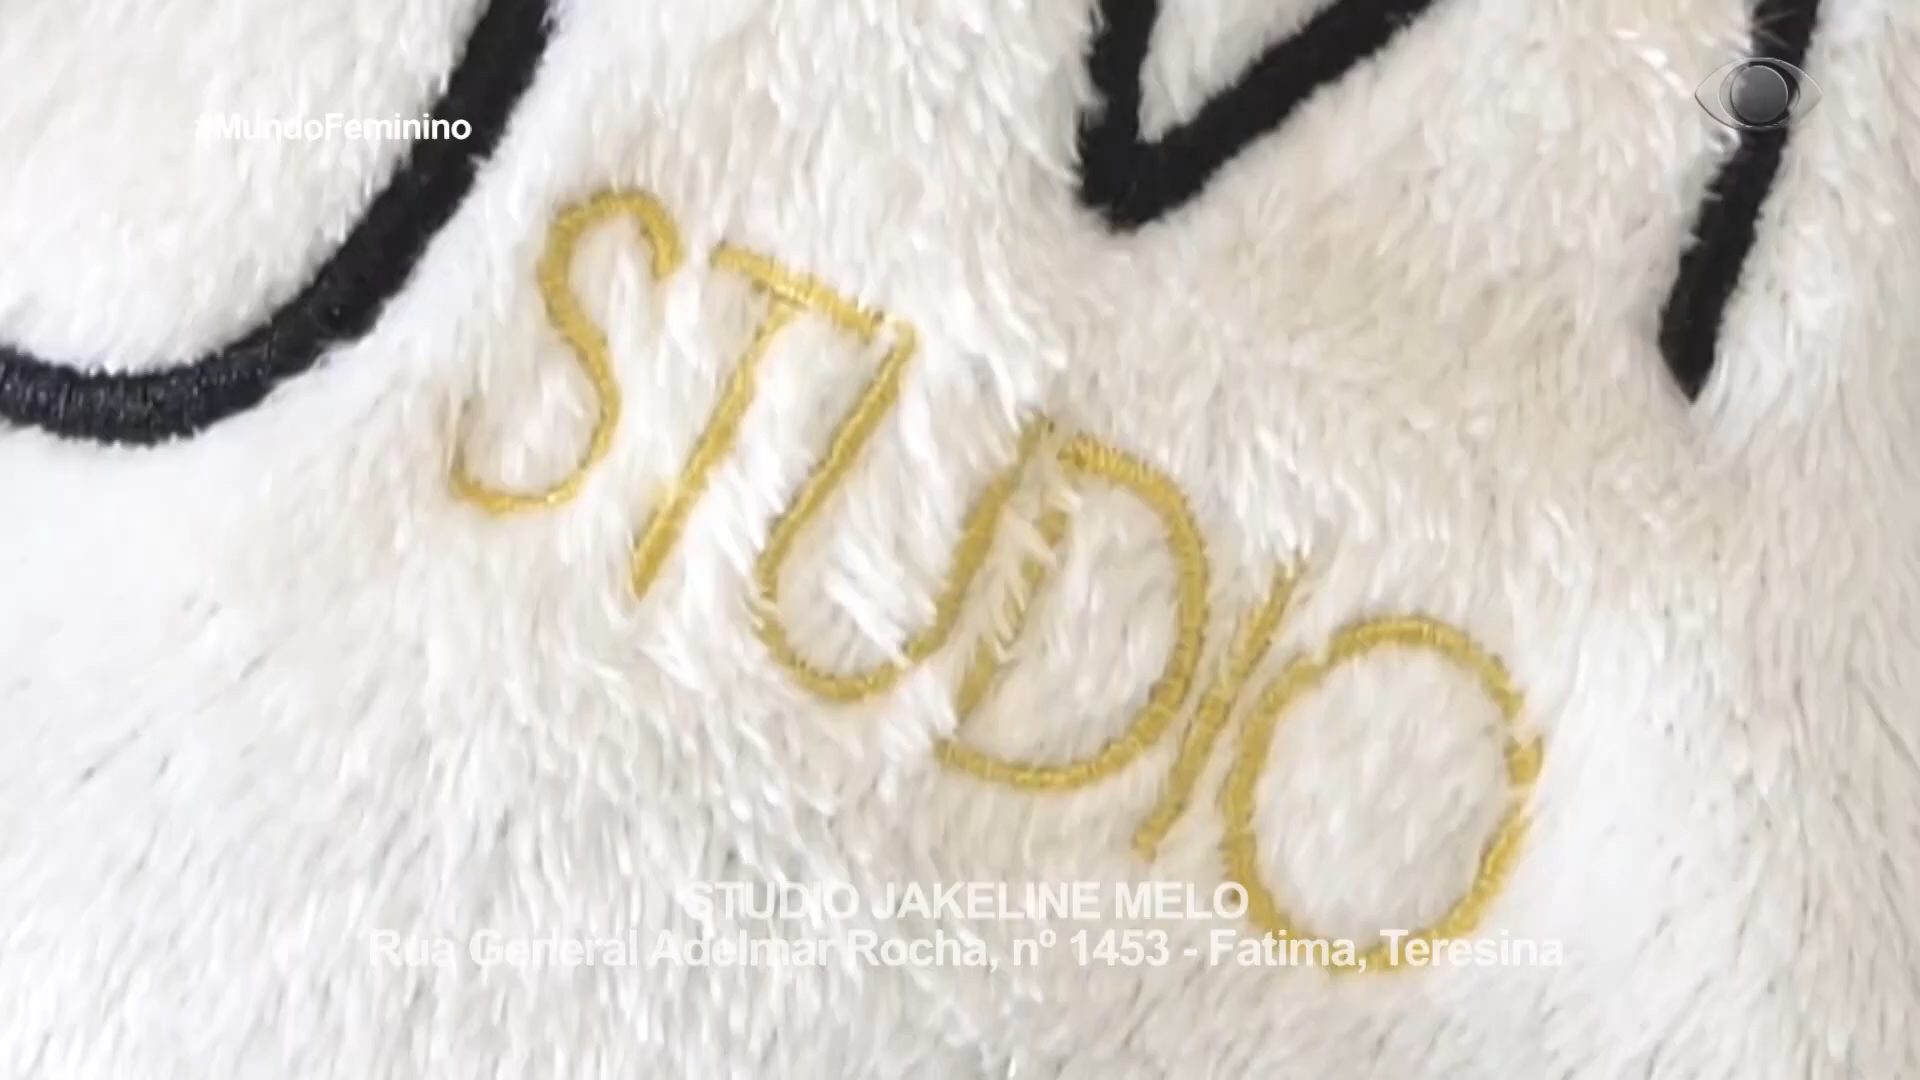 #MundoFeminino
STUDIO
STUDIO JAKELINE MELO
Rua General Adelmar Rocha, nº 1453 - Fatima, Teresina